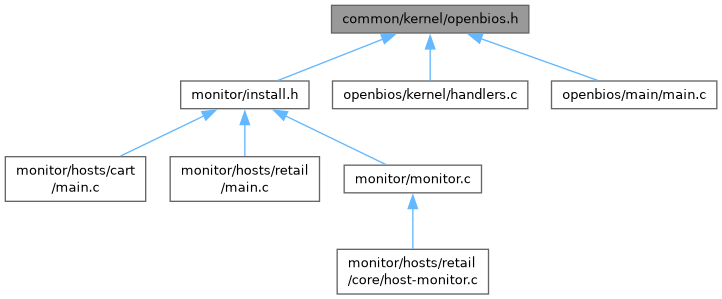 common/kernel/openbios.h
monitor/install.h
openbios/kernel/handlers.c
openbios/main/main.c
monitor/hosts/cart
/main.c
monitor/hosts/retail
/main.c
monitor/monitor.c
monitor/hosts/retail
/core/host-monitor.c